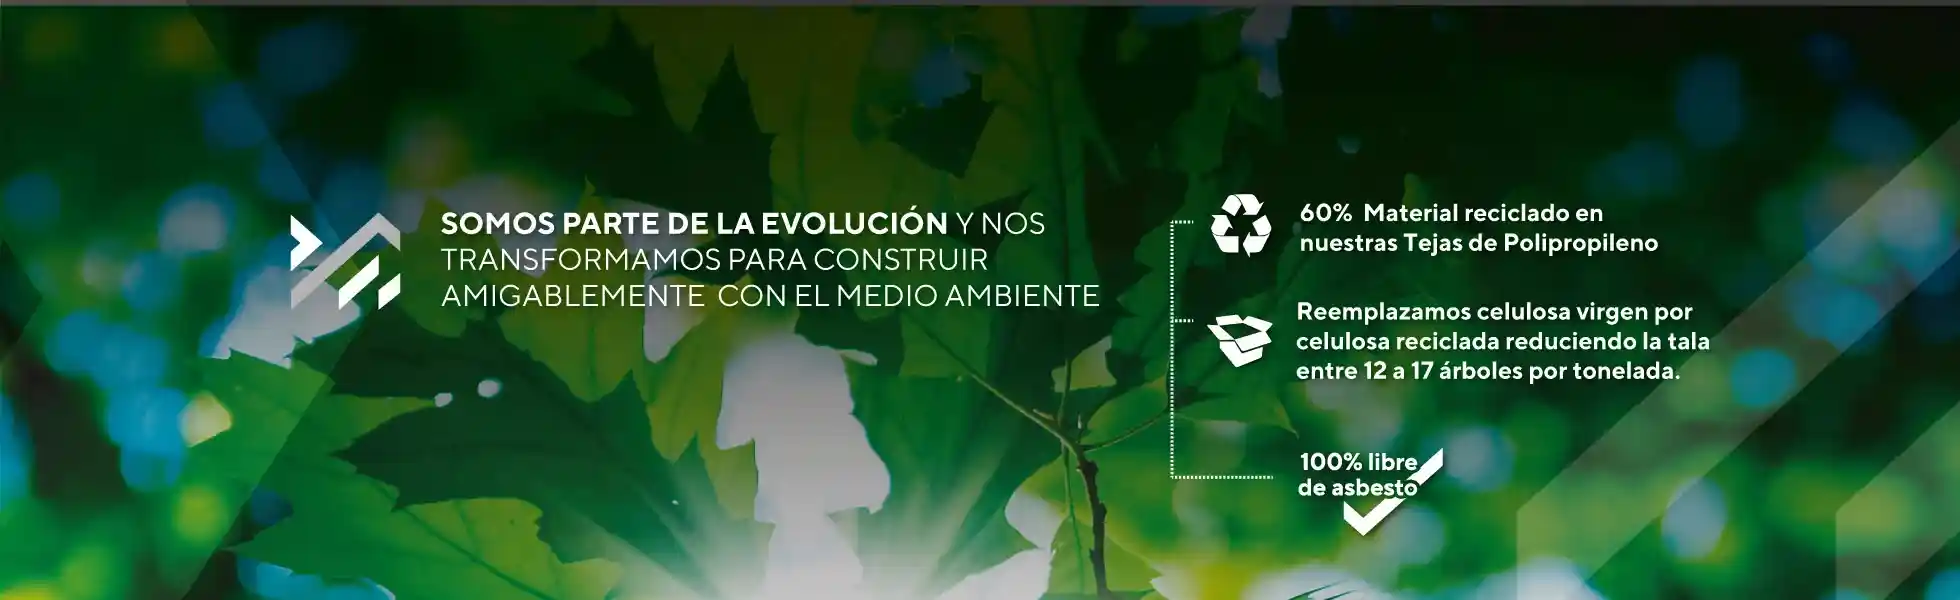 SOMOS PARTE DE LA EVOLUCIÓN Y NOS
TRANSFORMAMOS PARA CONSTRUIR
AMIGABLEMENTE CON EL MEDIO AMBIENTE
60% Material reciclado en
nuestras Tejas de Polipropileno
Reemplazamos celulosa virgen por
celulosa reciclada reduciendo la tala
entre 12 a 17 árboles por tonelada.
100% libre
de asbesto